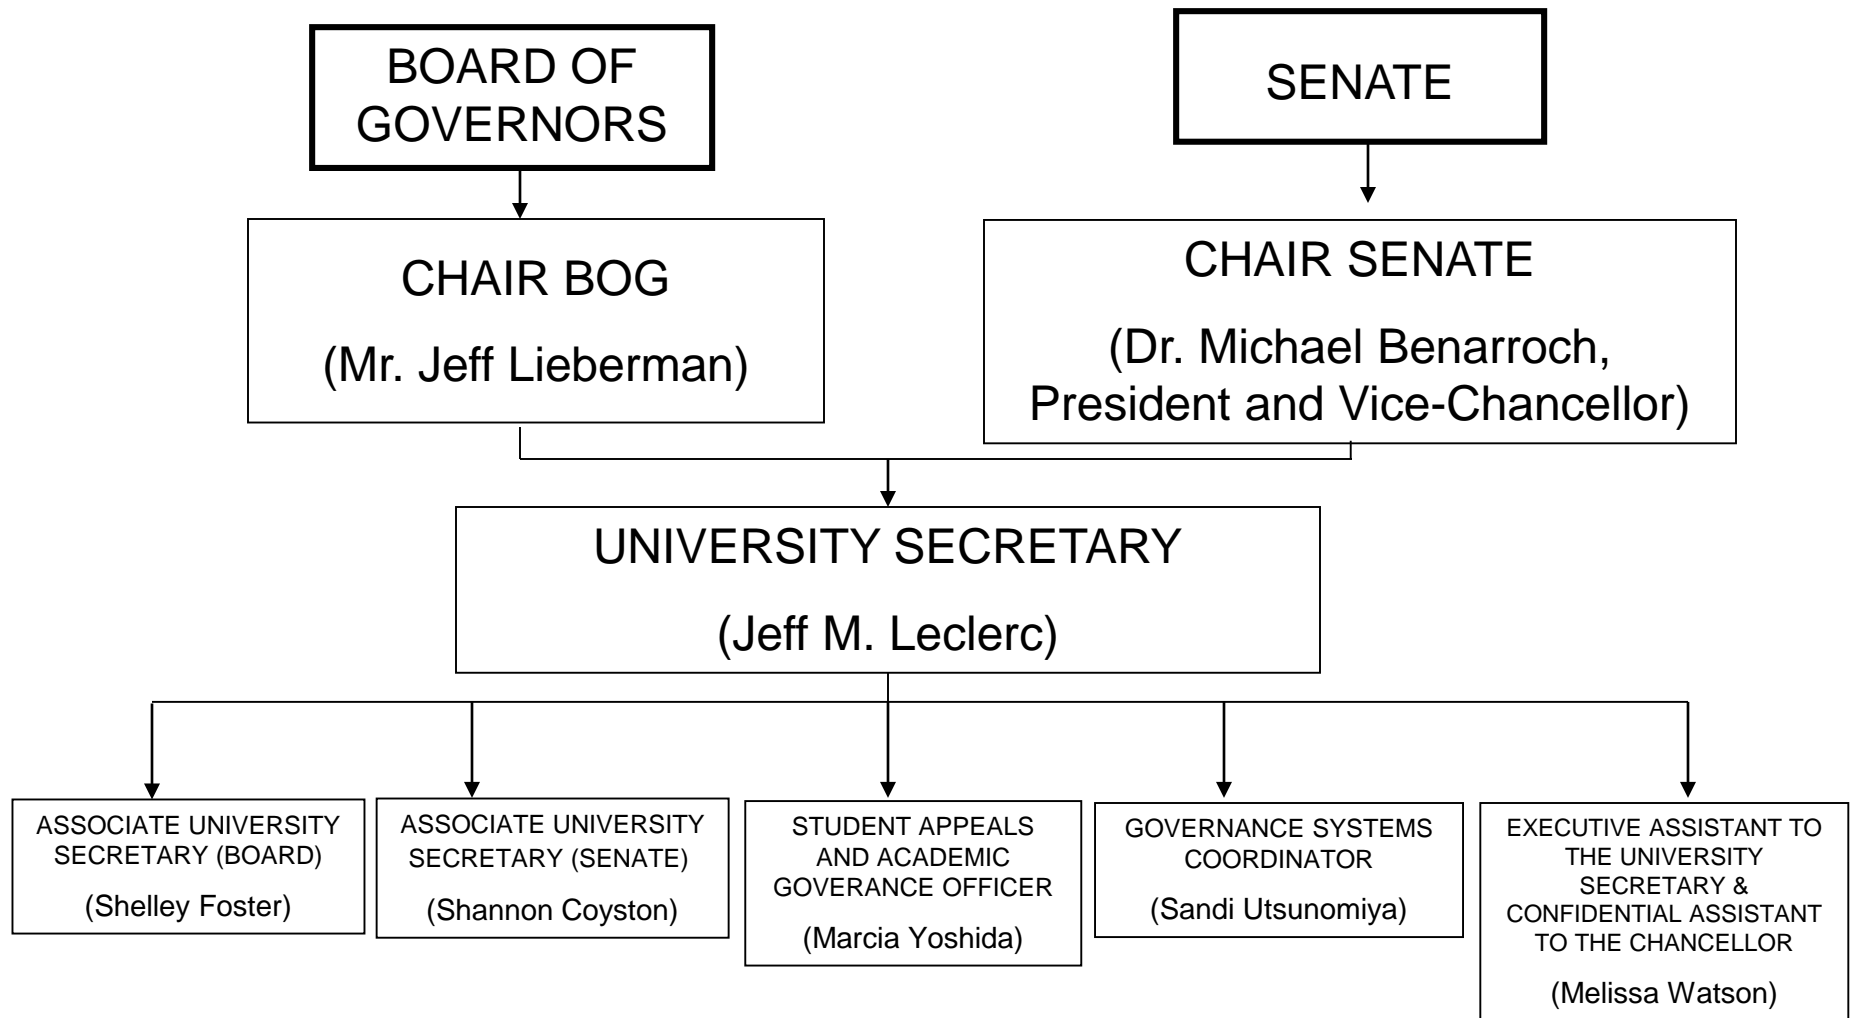 BOARD OF
GOVERNORS
SENATE
CHAIR BOG
(Mr. Jeff Lieberman)
CHAIR SENATE
(Dr. Michael Benarroch,
President and Vice-Chancellor)
UNIVERSITY SECRETARY
(Jeff M. Leclerc)
ASSOCIATE UNIVERSITY
SECRETARY (BOARD)
(Shelley Foster)
ASSOCIATE UNIVERSITY
SECRETARY (SENATE)
(Shannon Coyston)
STUDENT APPEALS
AND ACADEMIC
GOVERANCE OFFICER
(Marcia Yoshida)
GOVERNANCE SYSTEMS
COORDINATOR
(Sandi Utsunomiya)
EXECUTIVE ASSISTANT TO
THE UNIVERSITY
SECRETARY &
CONFIDENTIAL ASSISTANT
TO THE CHANCELLOR
(Melissa Watson)